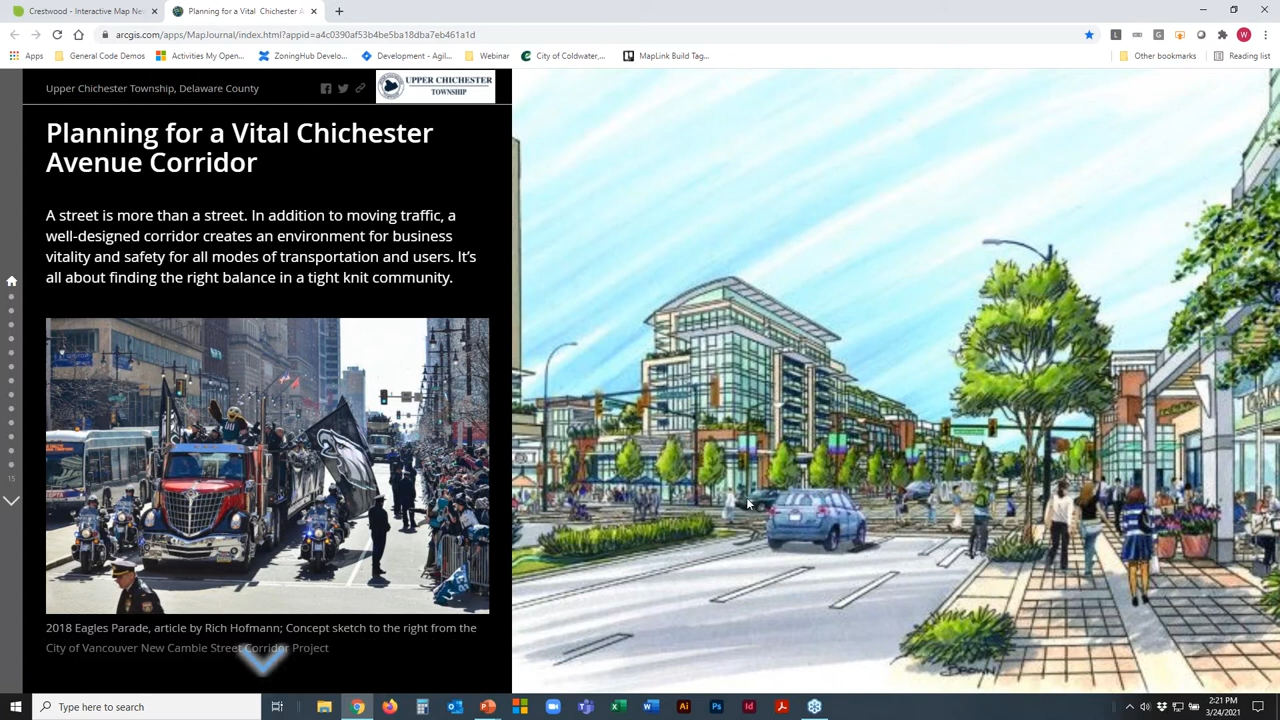 Crestwood - Interactive Map Ne
Planning for a Vital Chichester A
arcgis.com/apps/MapJournal/index.html?appid=a4c0390af53b4be5ba18dba7eb461a1d
Apps
General Code Demos
Activities My Open...
ZoningHub Develo...
Development - Agil...
Webinar
City of Coldwater,...
MapLink Build Tag...
Other bookmarks
Reading list
Upper Chichester Township, Delaware County
UPPER CHICHESTER
TOWNSHIP
Planning for a Vital Chichester
Avenue Corridor
A street is more than a street. In addition to moving traffic, a
well-designed corridor creates an environment for business
vitality and safety for all modes of transportation and users. It's
all about finding the right balance in a tight knit community.
15
2018 Eagles Parade, article by Rich Hofmann; Concept sketch to the right from the
City of Vancouver New Cambie Street Corridor Project
BROWN
Type here to search
2:21 PM
3/24/2021